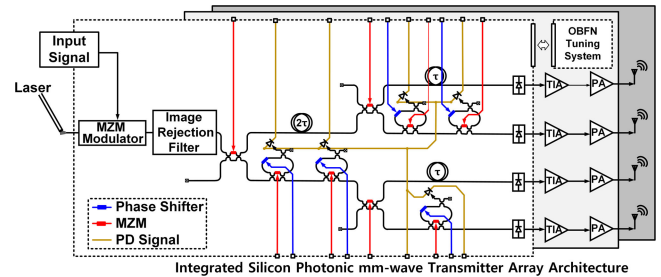 Input
Signal
Laser
MZM
Modulator
Image
Rejection
Filter
2τ
τ
τ
OBFN
Tuning
System
TIA
PA
TIA
PA
TIA
PA
TIA
PA
Phase Shifter
MZM
PD Signal
Integrated Silicon Photonic mm-wave Transmitter Array Architecture